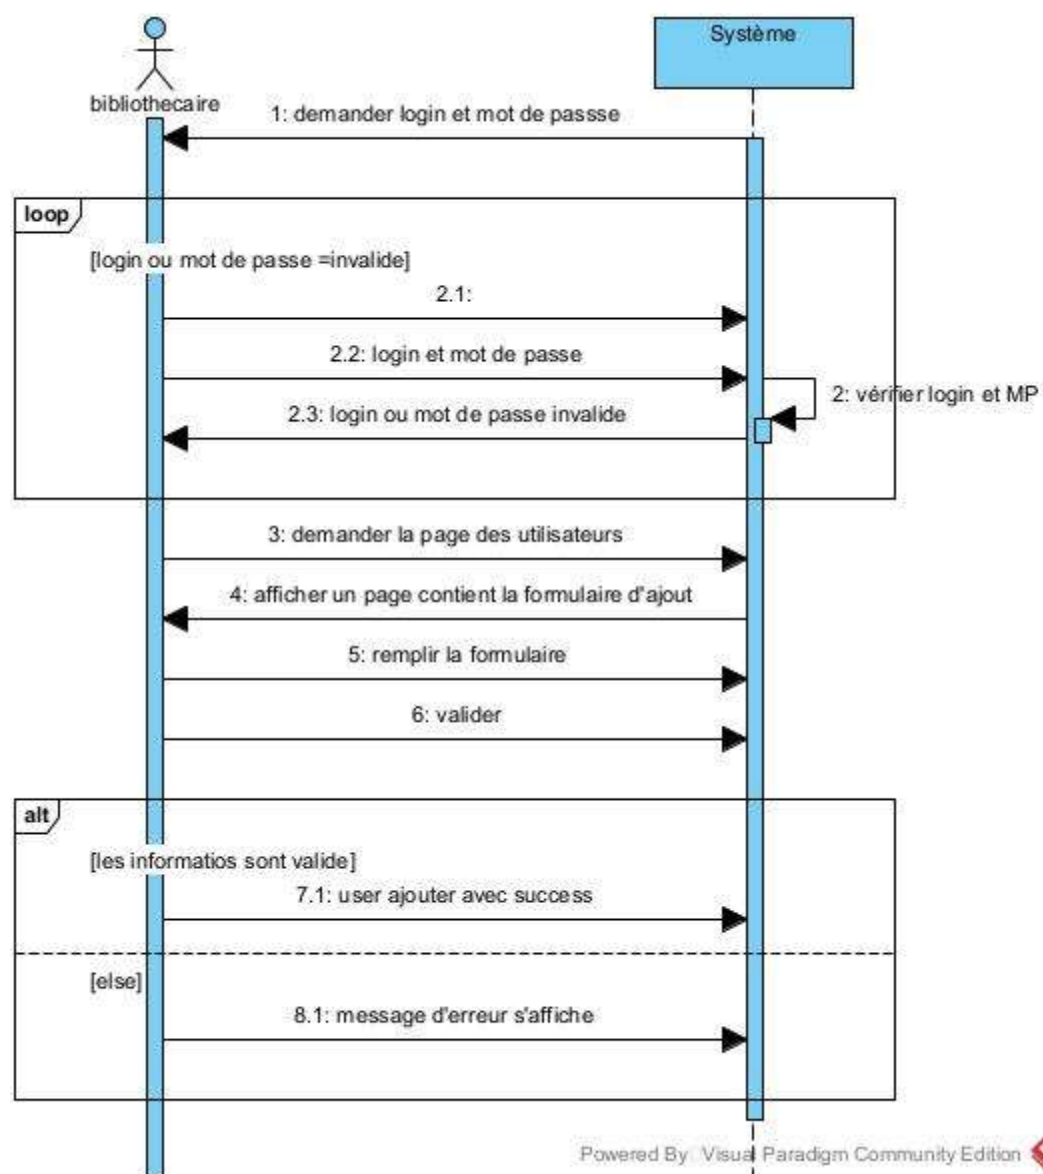 Système
bibliothecaire
1: demander login et mot de passse
loop
[login ou mot de passe =invalide]
2.1:
2.2: login et mot de passe
2: vérifier login et MP
2.3: login ou mot de passe invalide
3: demander la page des utilisateurs
4: afficher un page contient la formulaire d'ajout
5: remplir la formulaire
6: valider
alt
[les informatios sont valide]
7.1: user ajouter avec success
[else]
8.1: message d'erreur s'affiche
Powered By Visual Paradigm Community Edition